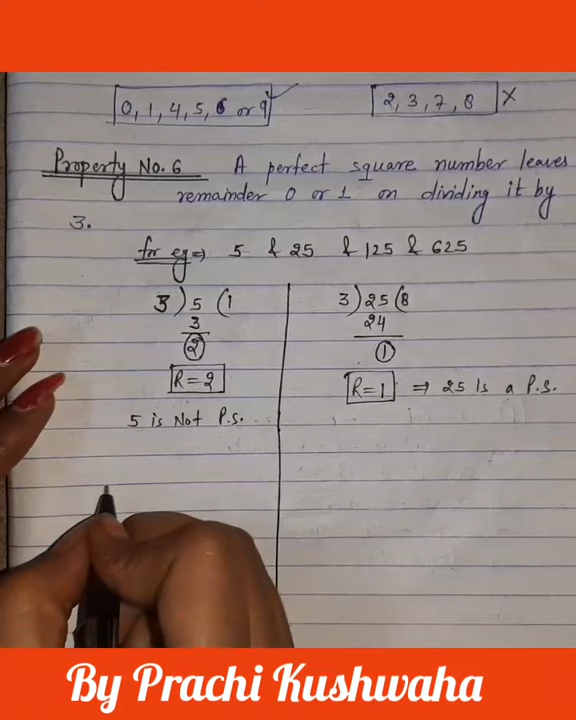 0, 1, 4, 5, 6 or 9
2, 3, 7, 8 X
Property No. 6 A perfect square number leaves
remainder 0 or 1 on dividing it by
3.
for eg ⇒ 5 & 25 & 125 & 625
3 ) 5 ( 1
3
2
R = 2
5 is Not P.S.
3 ) 25 ( 8
24
1
R = 1 ⇒ 25 Is a P.S.
By Prachi Kushwaha